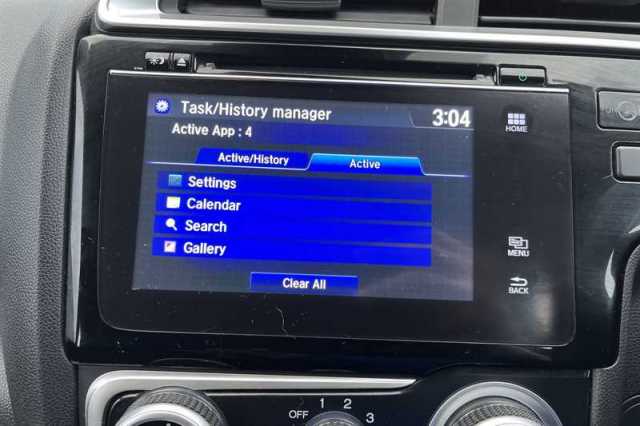 Task/History manager
3:04
Active App : 4
Active/History
Active
Settings
Calendar
Search
Gallery
Clear All
HOME
MENU
BACK
OFF 1 2 3